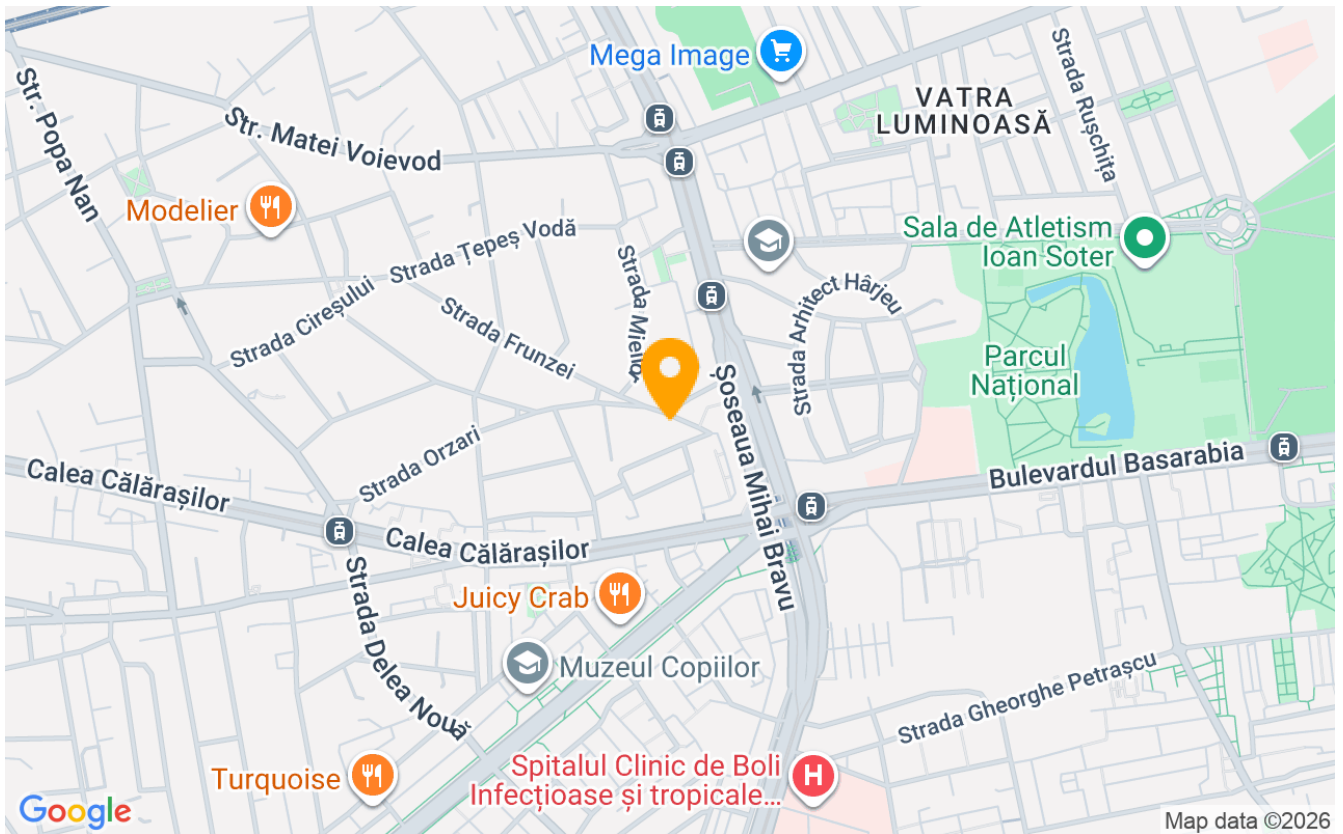 Mega Image
VATRA
LUMINOASĂ
Strada Rușchița
Str. Popa Nan
Str. Matei Voievod
Modelier
Strada Țepeș Vodă
Sala de Atletism
Ioan Soter
Strada Cireșului
Strada Frunzei
Strada Mieilor
Strada Arhitect Hârjeu
Parcul
Național
Șoseaua Mihai Bravu
Strada Orzari
Calea Călărașilor
Bulevardul Basarabia
Calea Călărașilor
Strada Delea Nouă
Juicy Crab
Muzeul Copiilor
Strada Gheorghe Petrașcu
Turquoise
Spitalul Clinic de Boli
Infecțioase și tropicale...
H
Google
Map data ©2026